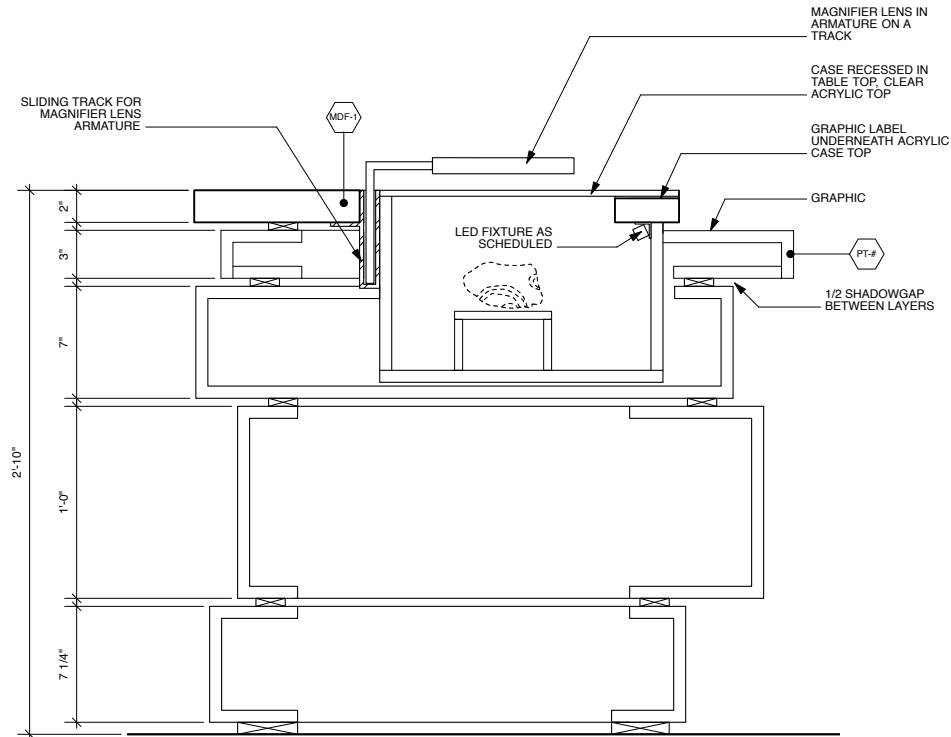 MAGNIFIER LENS IN
ARMATURE ON A
TRACK
CASE RECESSED IN
TABLE TOP, CLEAR
ACRYLIC TOP
SLIDING TRACK FOR
MAGNIFIER LENS
ARMATURE
MDF-1
GRAPHIC LABEL
UNDERNEATH ACRYLIC
CASE TOP
GRAPHIC
LED FIXTURE AS
SCHEDULED
PT-#
1/2 SHADOWGAP
BETWEEN LAYERS
2"
3"
7"
1'-0"
7 1/4"
2'-10"